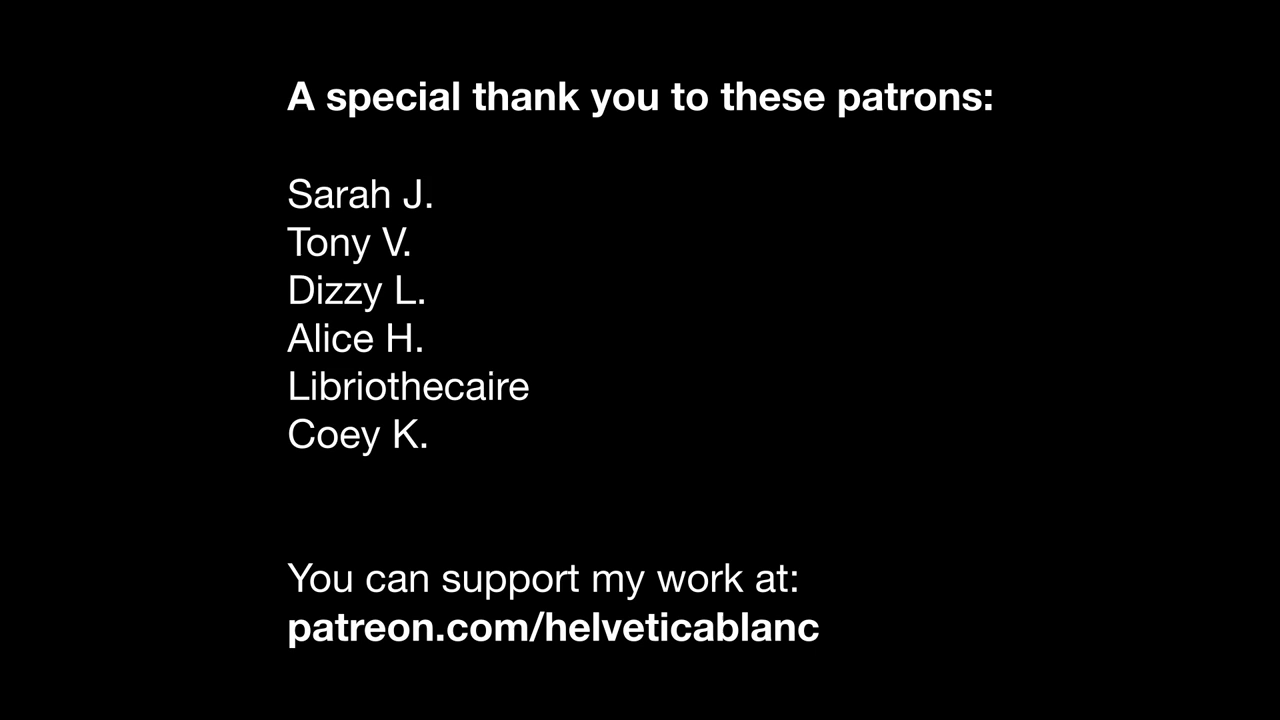 A special thank you to these patrons:
Sarah J.
Tony V.
Dizzy L.
Alice H.
Libriothecaire
Coey K.
You can support my work at:
patreon.com/helveticablanc